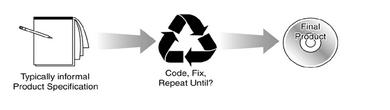 Typically informal
Product Specification
Code, Fix,
Repeat Until?
Final
Product